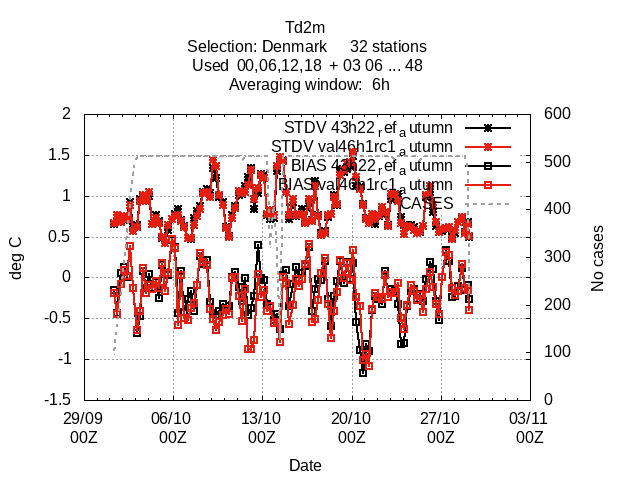 Td2m
Selection: Denmark 32 stations
Used 00,06,12,18 + 03 06 ... 48
Averaging window: 6h
STDV 43h22ref_autumn
STDV val46h1rc1_autumn
BIAS 43h22ref_autumn
BIAS val46h1rc1_autumn
CASES
deg C
No cases
2
1.5
1
0.5
0
-0.5
-1
-1.5
600
500
400
300
200
100
0
29/09 06/10 13/10 20/10 27/10 03/11
00Z 00Z 00Z 00Z 00Z 00Z
Date